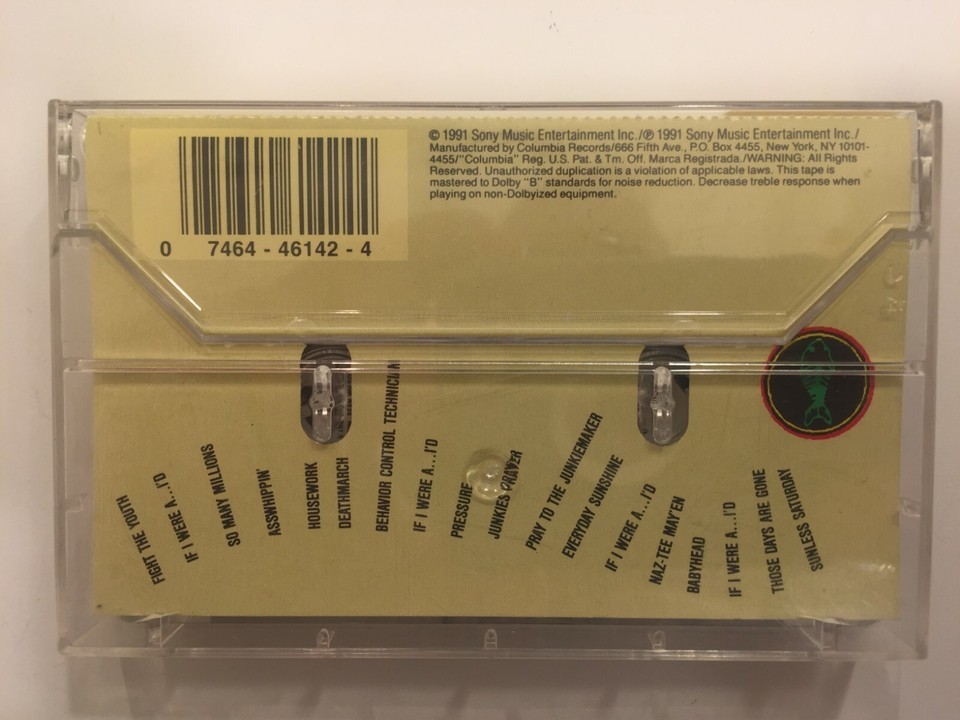 © 1991 Sony Music Entertainment Inc./℗ 1991 Sony Music Entertainment Inc./
Manufactured by Columbia Records/666 Fifth Ave., P.O. Box 4455, New York, NY 10101-
4455/"Columbia" Reg. U.S. Pat. & Tm. Off. Marca Registrada./WARNING: All Rights
Reserved. Unauthorized duplication is a violation of applicable laws. This tape is
mastered to Dolby "B" standards for noise reduction. Decrease treble response when
playing on non-Dolbyized equipment.
0 7464 - 46142 - 4
FIGHT THE YOUTH
IF I WERE A...I'D
SO MANY MILLIONS
ASSWHIPPIN'
HOUSEWORK
DEATHMARCH
BEHAVIOR CONTROL TECHNICIAN
IF I WERE A...I'D
PRESSURE
JUNKIES PRAYER
PRAY TO THE JUNKIEMAKER
EVERYDAY SUNSHINE
IF I WERE A...I'D
NAZ-TEE MAY'EN
BABYHEAD
IF I WERE A...I'D
THOSE DAYS ARE GONE
SUNLESS SATURDAY